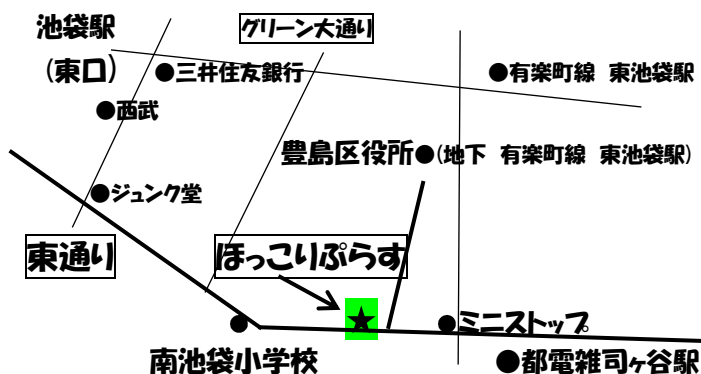 池袋駅
(東口)
グリーン大通り
●三井住友銀行
●有楽町線 東池袋駅
●西武
豊島区役所●(地下 有楽町線 東池袋駅)
●ジュンク堂
東通り
ほっこりぷらす
★
●ミニストップ
南池袋小学校
●都電雑司ヶ谷駅